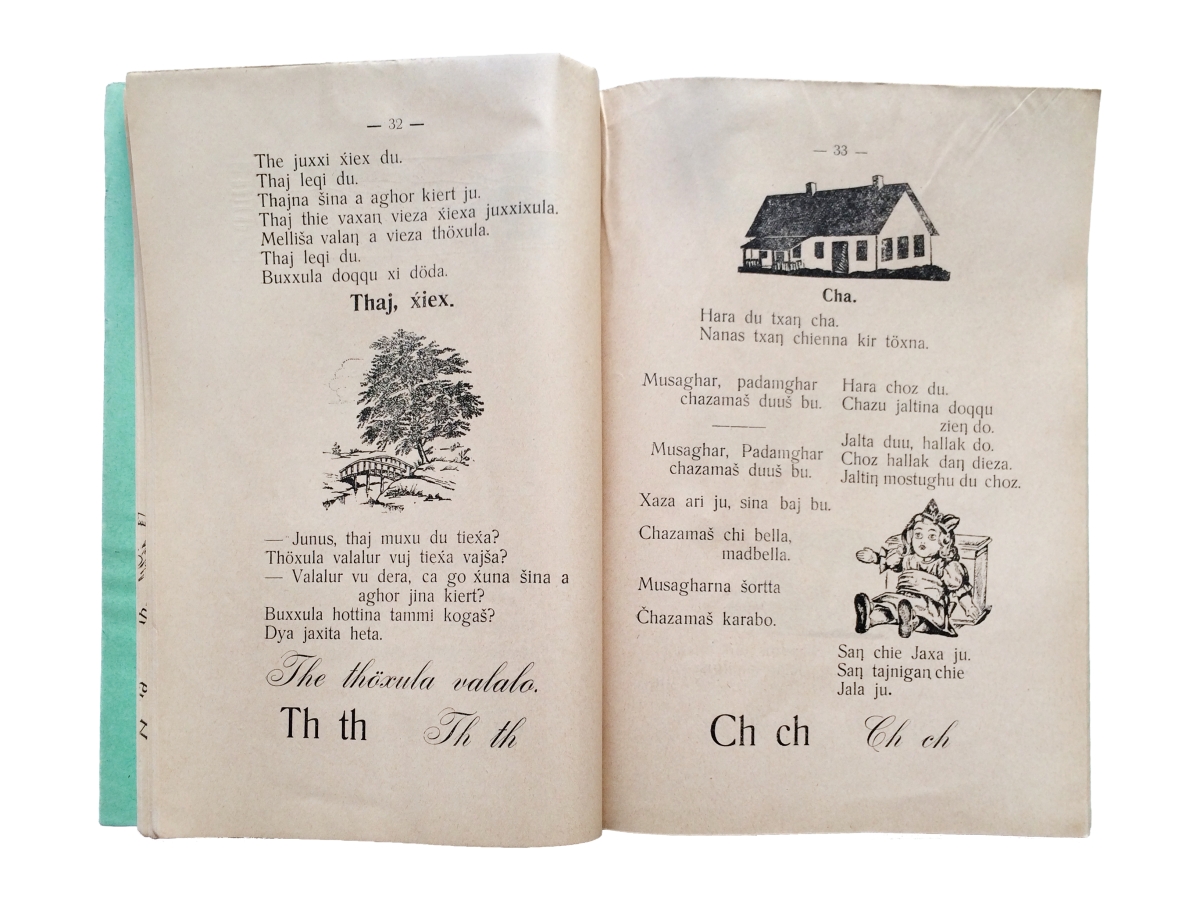 — 32 —
The juxxi x́iex du.
Thaj leqi du.
Thajna šina a aghor kiert ju.
Thaj thie vaxaŋ vieza x́iexa juxxixula.
Melliša valaŋ a vieza thöxula.
Thaj leqi du.
Buxxula doqqu xi döda.
Thaj, x́iex.
— Junus, thaj muxu du tiex́a?
Thöxula valalur vuj tiex́a vajša?
— Valalur vu dera, ca go x́una šina a
aghor jina kiert?
Buxxula hottina tammi kogaš?
Dya jaxita heta.
The thöxula valalo.
Th th Th th
— 33 —
Cha.
Hara du txaŋ cha.
Nanas txaŋ chienna kir töxna.
Musaghar, padamghar
chazamaš duuš bu.
Musaghar, Padamghar
chazamaš duuš bu.
Xaza ari ju, sina baj bu.
Chazamaš chi bella,
madbella.
Musagharna šortta
Čhazamaš karabo.
Hara choz du.
Chazu jaltina doqqu
zieŋ do.
Jalta duu, hallak do.
Choz hallak daŋ dieza.
Jaltiŋ mostughu du choz.
Saŋ chie Jaxa ju.
Saŋ tajnigaŋ chie
Jala ju.
Ch ch Ch ch